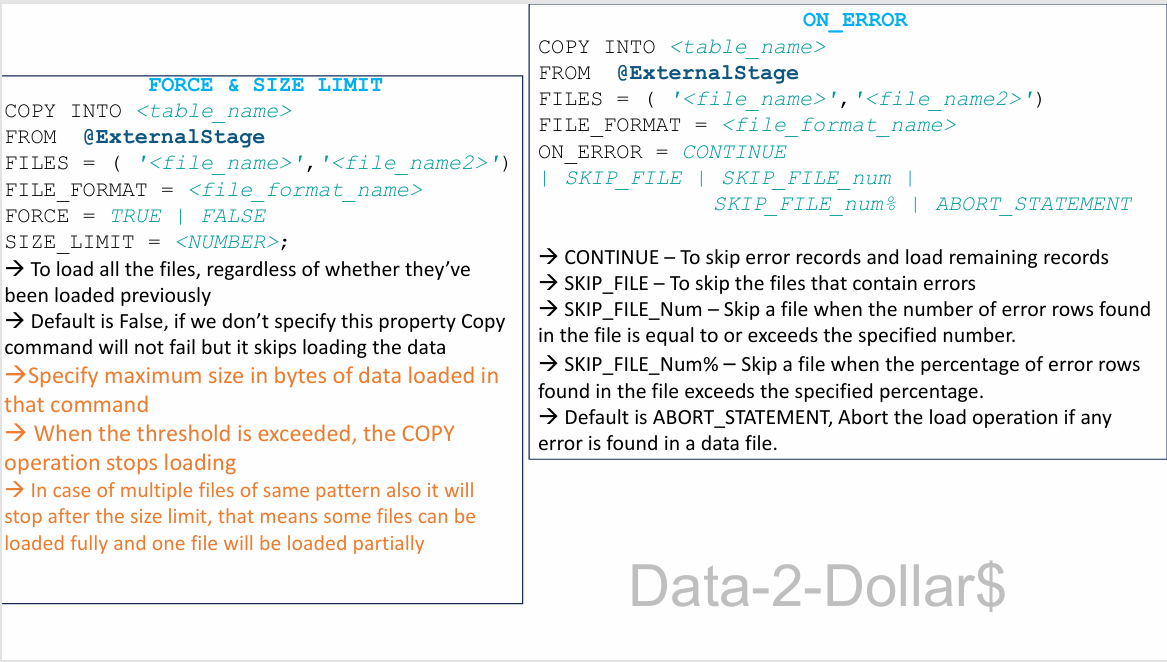 FORCE & SIZE LIMIT
COPY INTO <table_name>
FROM @ExternalStage
FILES = ( '<file_name>','<file_name2>')
FILE_FORMAT = <file_format_name>
FORCE = TRUE | FALSE
SIZE_LIMIT = <NUMBER>;
→ To load all the files, regardless of whether they’ve
been loaded previously
→ Default is False, if we don’t specify this property Copy
command will not fail but it skips loading the data
→Specify maximum size in bytes of data loaded in
that command
→ When the threshold is exceeded, the COPY
operation stops loading
→ In case of multiple files of same pattern also it will
stop after the size limit, that means some files can be
loaded fully and one file will be loaded partially
ON_ERROR
COPY INTO <table_name>
FROM @ExternalStage
FILES = ( '<file_name>','<file_name2>')
FILE_FORMAT = <file_format_name>
ON_ERROR = CONTINUE
| SKIP_FILE | SKIP_FILE_num |
SKIP_FILE_num% | ABORT_STATEMENT
→ CONTINUE – To skip error records and load remaining records
→ SKIP_FILE – To skip the files that contain errors
→ SKIP_FILE_Num – Skip a file when the number of error rows found
in the file is equal to or exceeds the specified number.
→ SKIP_FILE_Num% – Skip a file when the percentage of error rows
found in the file exceeds the specified percentage.
→ Default is ABORT_STATEMENT, Abort the load operation if any
error is found in a data file.
Data-2-Dollar$